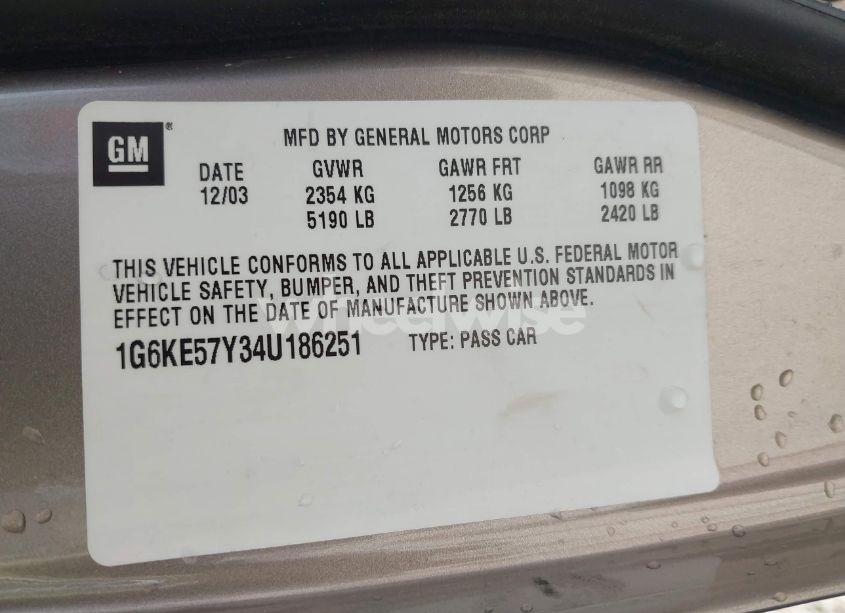 GM®
MFD BY GENERAL MOTORS CORP
DATE GVWR GAWR FRT GAWR RR
12/03 2354 KG 1256 KG 1098 KG
5190 LB 2770 LB 2420 LB
THIS VEHICLE CONFORMS TO ALL APPLICABLE U.S. FEDERAL MOTOR
VEHICLE SAFETY, BUMPER, AND THEFT PREVENTION STANDARDS IN
EFFECT ON THE DATE OF MANUFACTURE SHOWN ABOVE.
wheelwise
1G6KE57Y34U186251 TYPE: PASS CAR